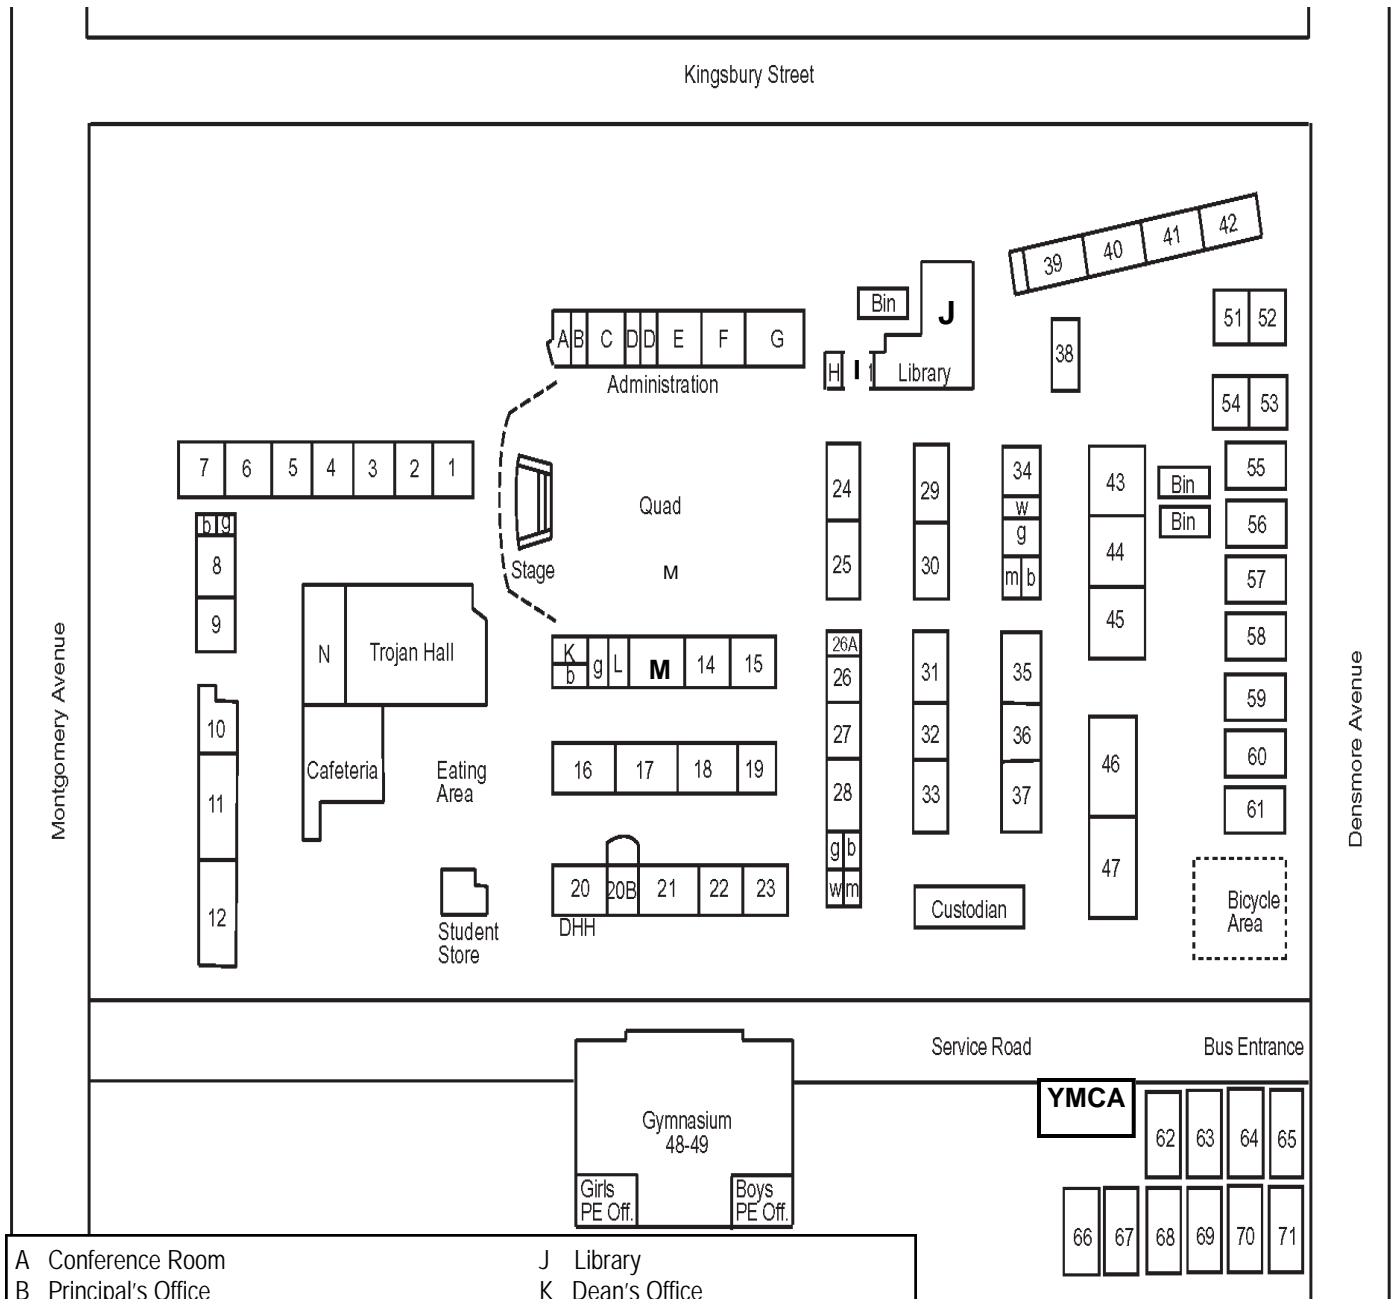 Kingsbury Street
42
41
40
39
Bin
J
51 52
A B C D D E F G
38
H I 1 Library
Administration
54 53
7 6 5 4 3 2 1
24
29
34
43
55
Bin
Quad
w
56
Bin
b g
g
44
8
Stage
M
25
30
m b
57
9
45
58
Montgomery Avenue
N
Trojan Hall
K
b
g
L
M
14
15
26A
26
31
35
59
Densmore Avenue
10
27
32
36
46
60
Cafeteria
Eating
Area
16 17 18 19
11
28
33
37
61
g b
47
12
20 20B 21 22 23
w m
Custodian
Bicycle
Area
DHH
Student
Store
Service Road
Bus Entrance
YMCA
Gymnasium
48-49
62 63 64 65
Girls
PE Off.
Boys
PE Off.
66 67 68 69 70 71
A Conference Room
J Library
B Principal's Office
K Dean's Office